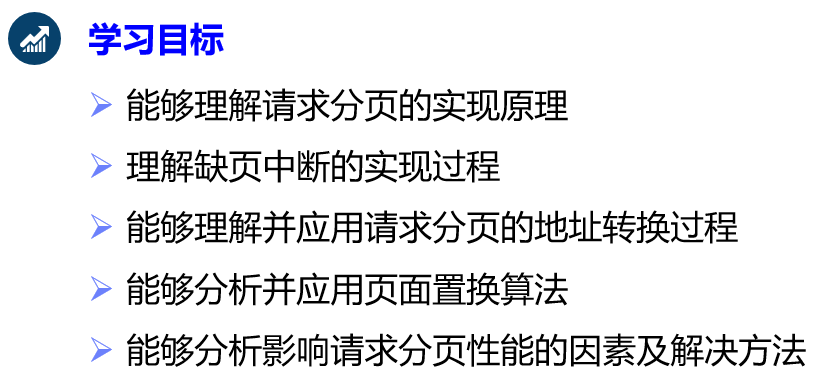 学习目标
能够理解请求分页的实现原理
理解缺页中断的实现过程
能够理解并应用请求分页的地址转换过程
能够分析并应用页面置换算法
能够分析影响请求分页性能的因素及解决方法